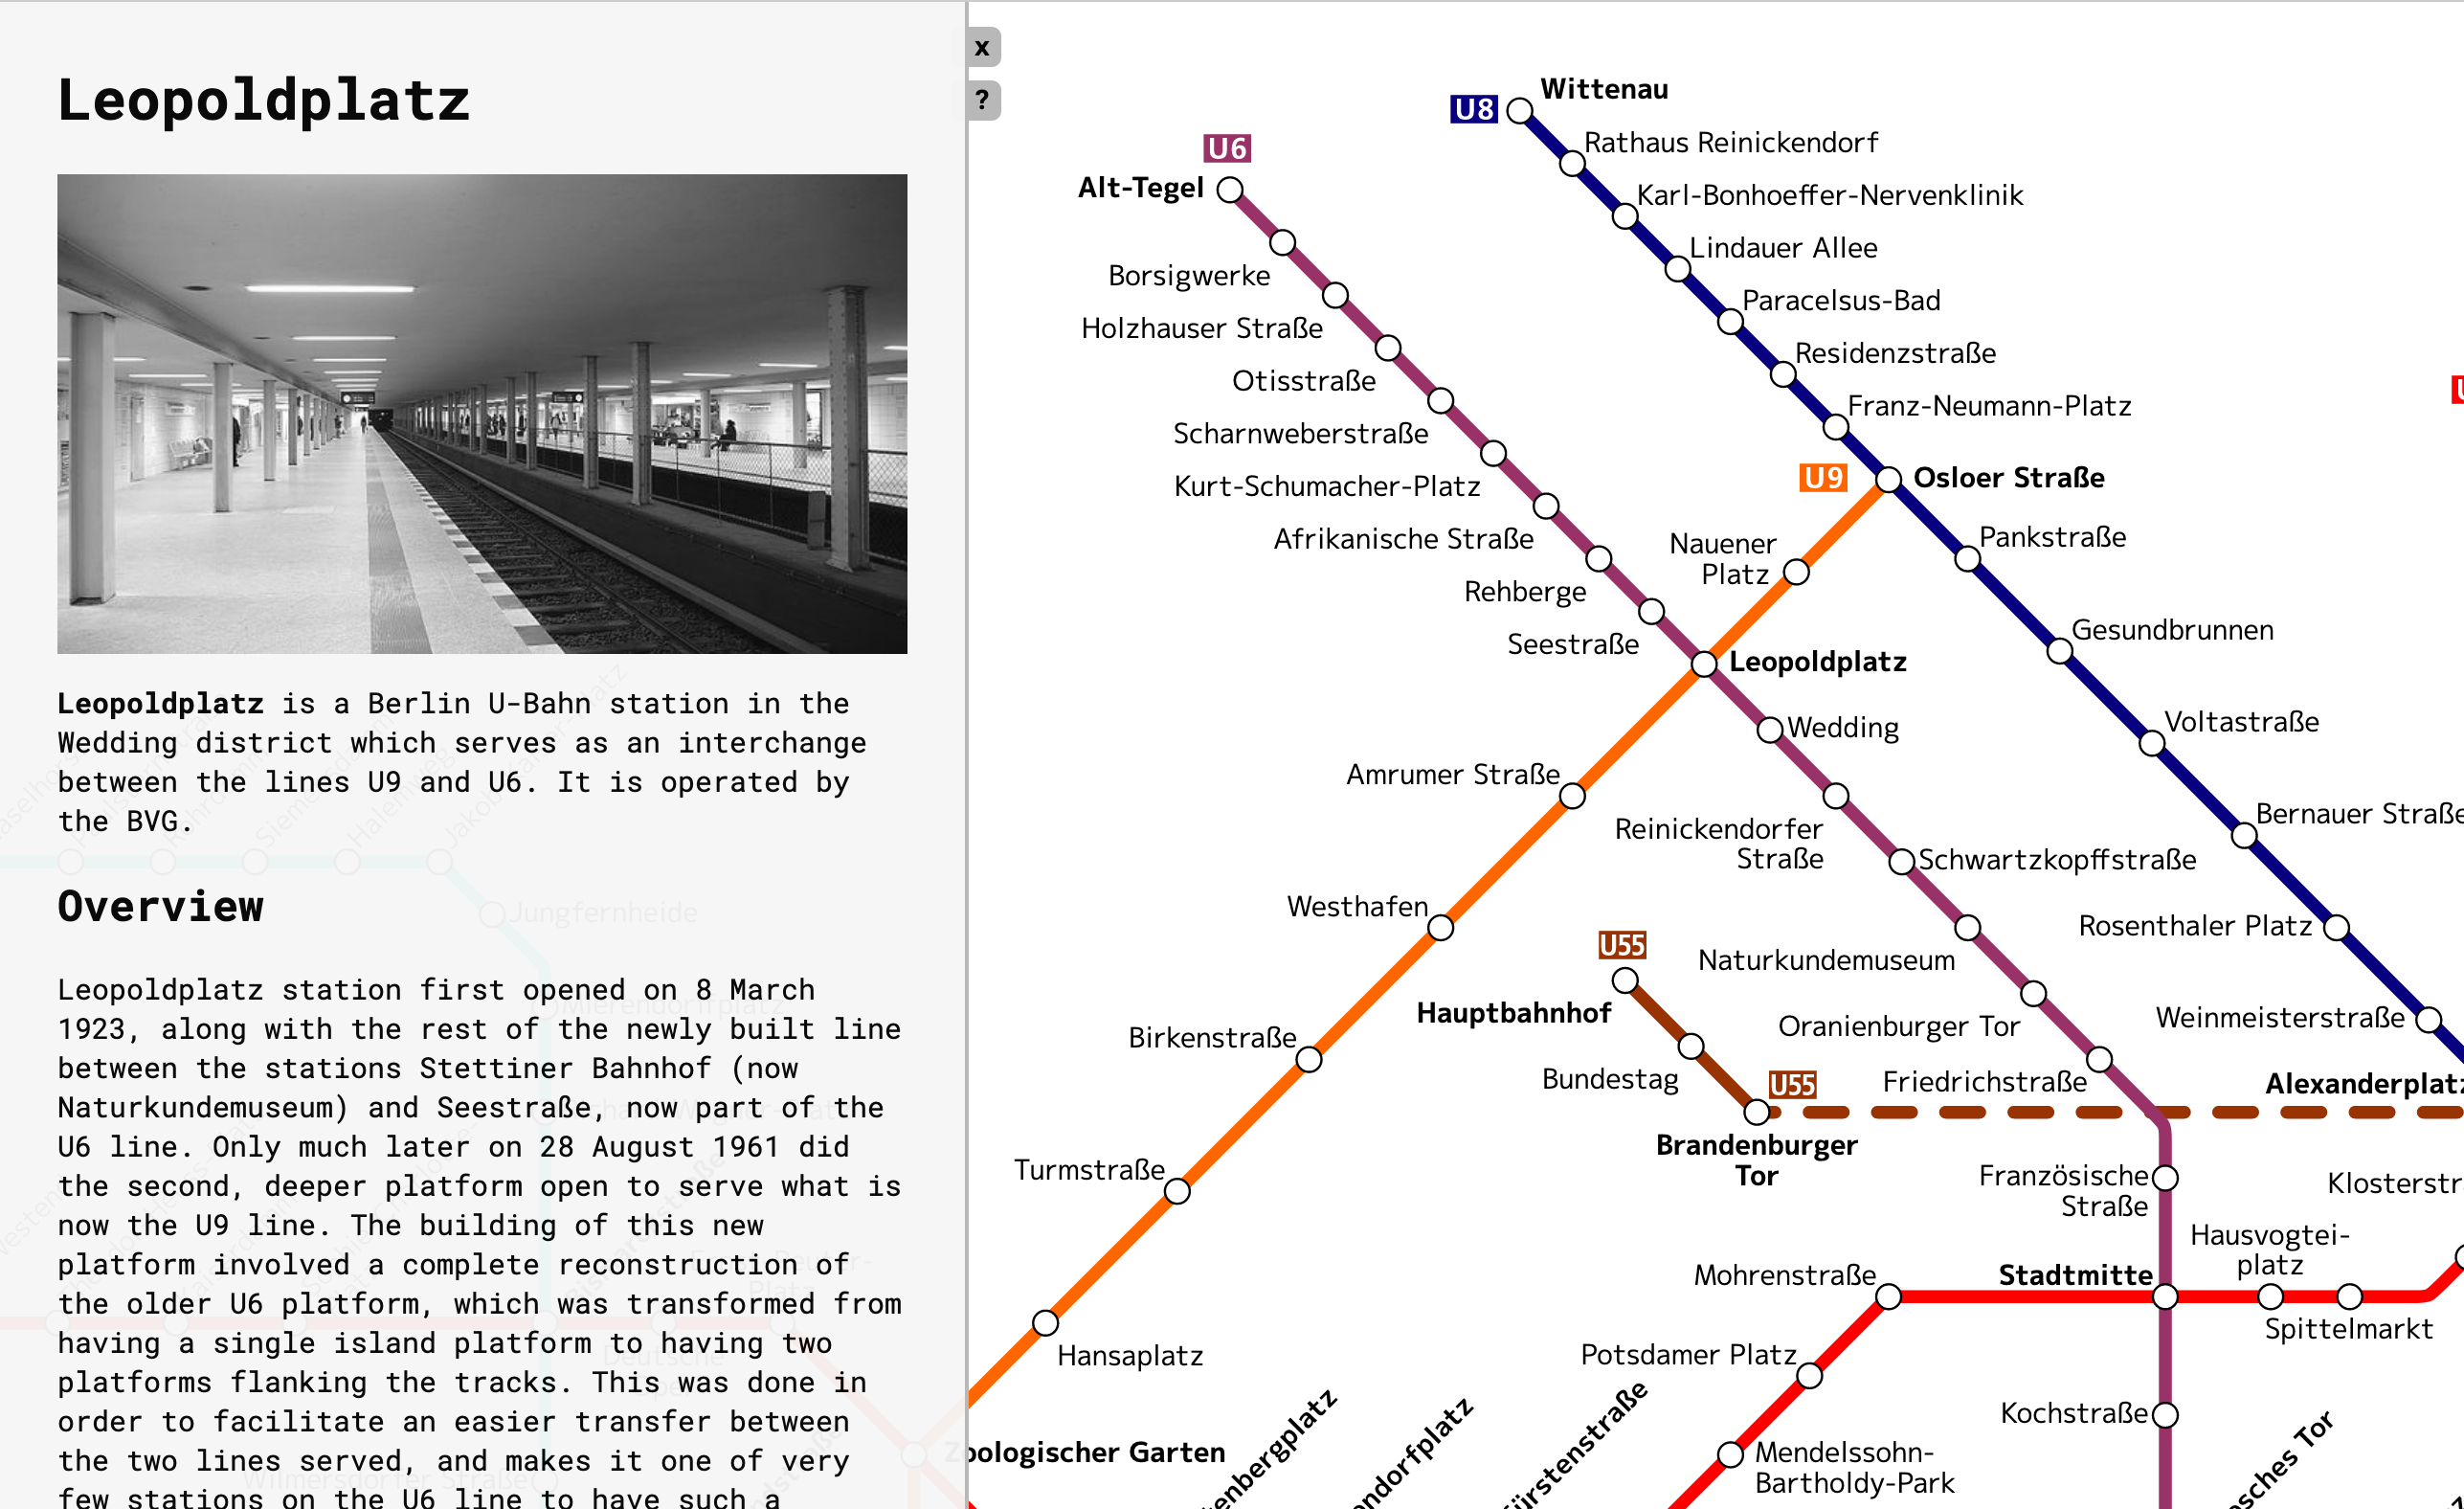 Leopoldplatz
Leopoldplatz is a Berlin U-Bahn station in the
Wedding district which serves as an interchange
between the lines U9 and U6. It is operated by
the BVG.
Overview
Leopoldplatz station first opened on 8 March
1923, along with the rest of the newly built line
between the stations Stettiner Bahnhof (now
Naturkundemuseum) and Seestraße, now part of the
U6 line. Only much later on 28 August 1961 did
the second, deeper platform open to serve what is
now the U9 line. The building of this new
platform involved a complete reconstruction of
the older U6 platform, which was transformed from
having a single island platform to having two
platforms flanking the tracks. This was done in
order to facilitate an easier transfer between
the two lines served, and makes it one of very
few stations on the U6 line to have such a
x
?
U8
Wittenau
Rathaus Reinickendorf
Karl-Bonhoeffer-Nervenklinik
Lindauer Allee
Paracelsus-Bad
Residenzstraße
Franz-Neumann-Platz
Osloer Straße
Pankstraße
Gesundbrunnen
Voltastraße
Bernauer Straße
Rosenthaler Platz
Weinmeisterstraße
Alexanderplatz
U6
Alt-Tegel
Borsigwerke
Holzhauser Straße
Otisstraße
Scharnweberstraße
Kurt-Schumacher-Platz
Afrikanische Straße
Rehberge
Seestraße
Leopoldplatz
Wedding
Reinickendorfer
Straße
Schwartzkopffstraße
Naturkundemuseum
Oranienburger Tor
Friedrichstraße
Französische
Straße
Stadtmitte
Kochstraße
U9
Nauener
Platz
Amrumer Straße
Westhafen
Birkenstraße
Turmstraße
Hansaplatz
Zoologischer Garten
U55
Hauptbahnhof
Bundestag
U55
Brandenburger
Tor
Klosterstr
Hausvogtei-
platz
Spittelmarkt
Mohrenstraße
Potsdamer Platz
Mendelssohn-
Bartholdy-Park
enbergplatz
endorfplatz
fürstenstraße
sches Tor
Jungfernheide
Mierendorffplatz
Wilmersdorfer Straße